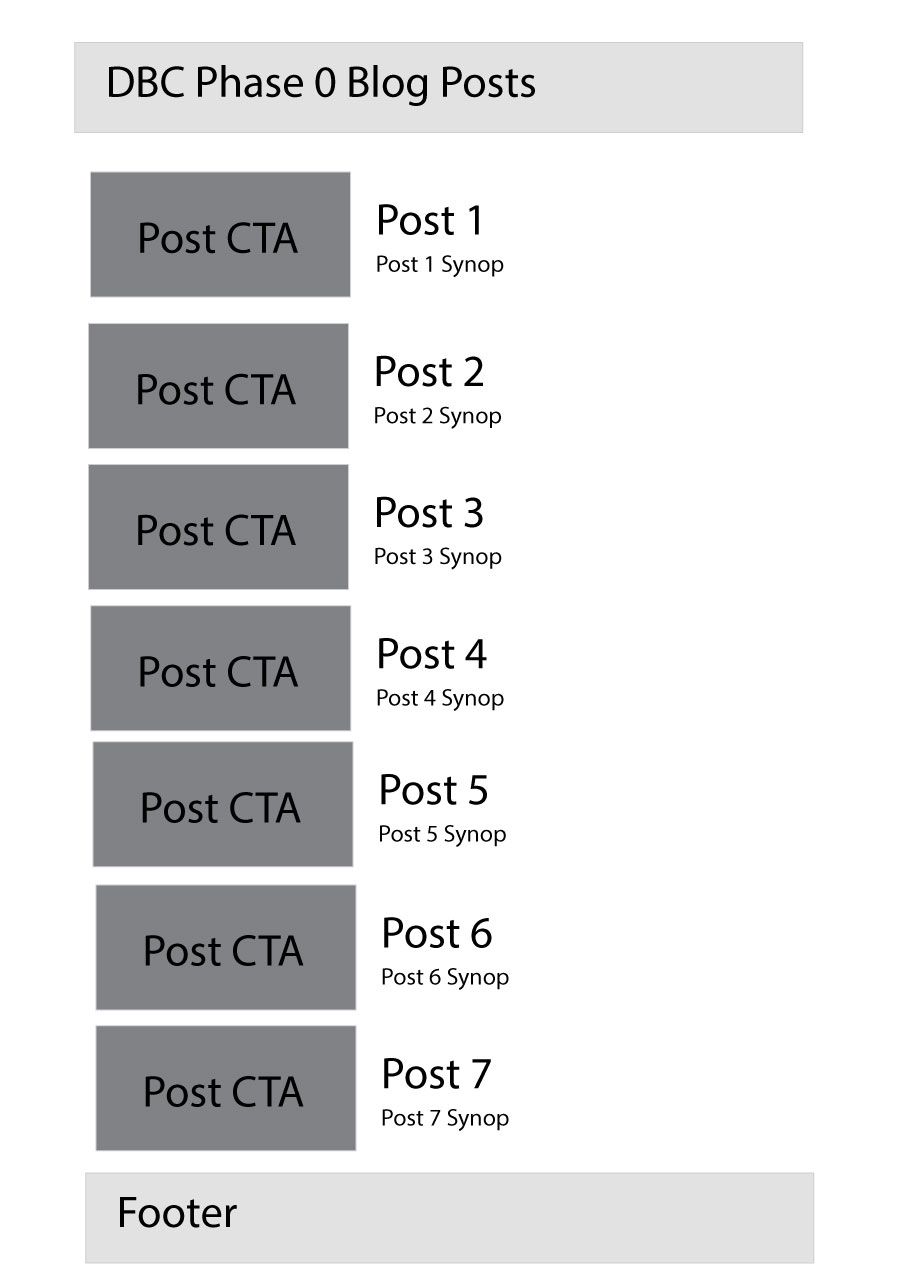 DBC Phase 0 Blog Posts
Post CTA
Post 1
Post 1 Synop
Post CTA
Post 2
Post 2 Synop
Post CTA
Post 3
Post 3 Synop
Post CTA
Post 4
Post 4 Synop
Post CTA
Post 5
Post 5 Synop
Post CTA
Post 6
Post 6 Synop
Post CTA
Post 7
Post 7 Synop
Footer